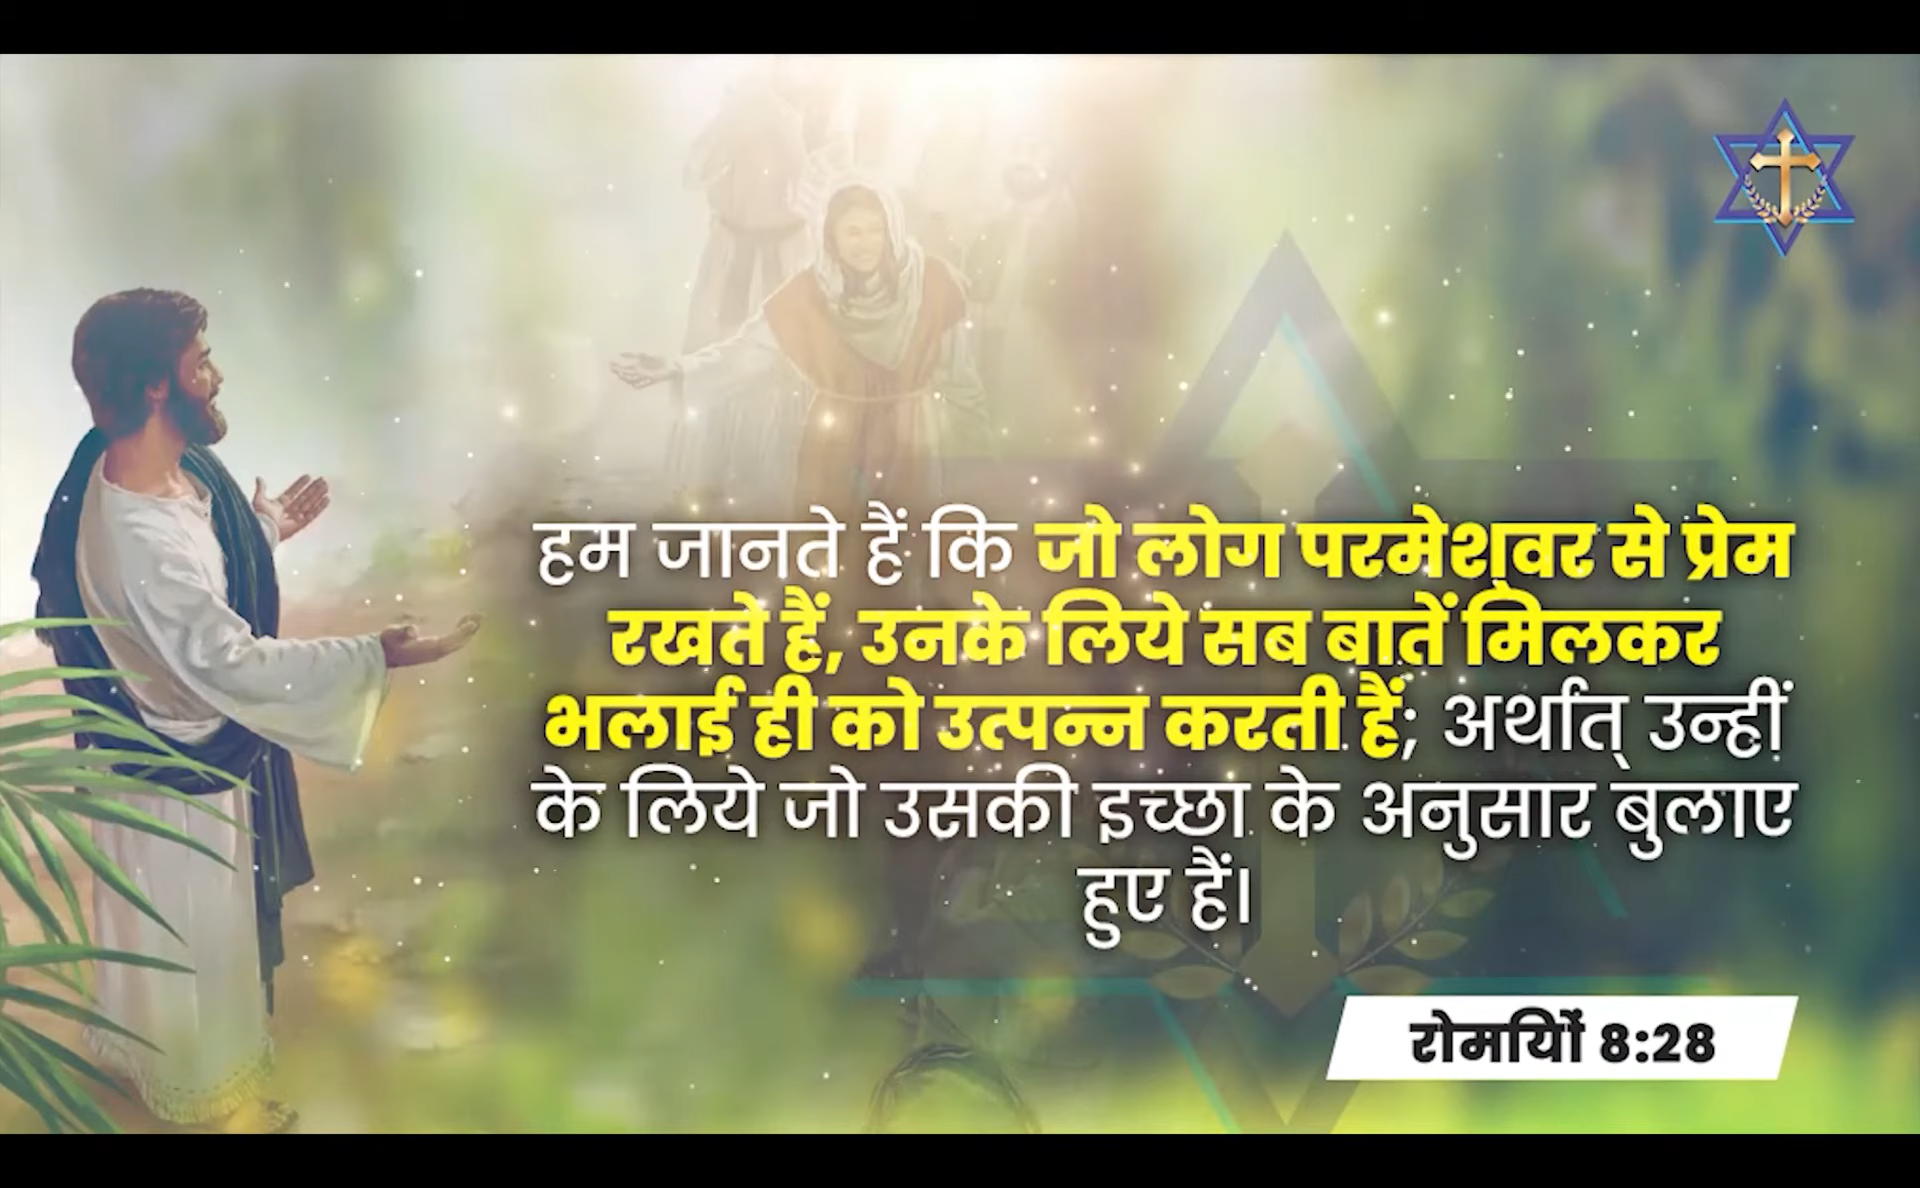 हम जानते हैं कि जो लोग परमेश्वर से प्रेम
रखते हैं, उनके लिये सब बातें मिलकर
भलाई ही को उत्पन्न करती हैं; अर्थात् उन्हीं
के लिये जो उसकी इच्छा के अनुसार बुलाए
हुए हैं।
रोमियों 8:28